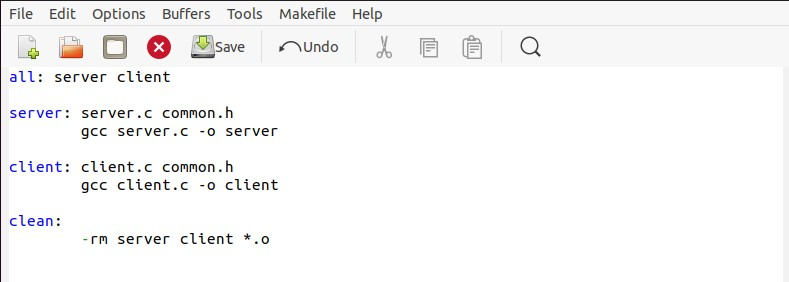 File Edit Options Buffers Tools Makefile Help
Save Undo
all: server client
server: server.c common.h
gcc server.c -o server
client: client.c common.h
gcc client.c -o client
clean:
-rm server client *.o